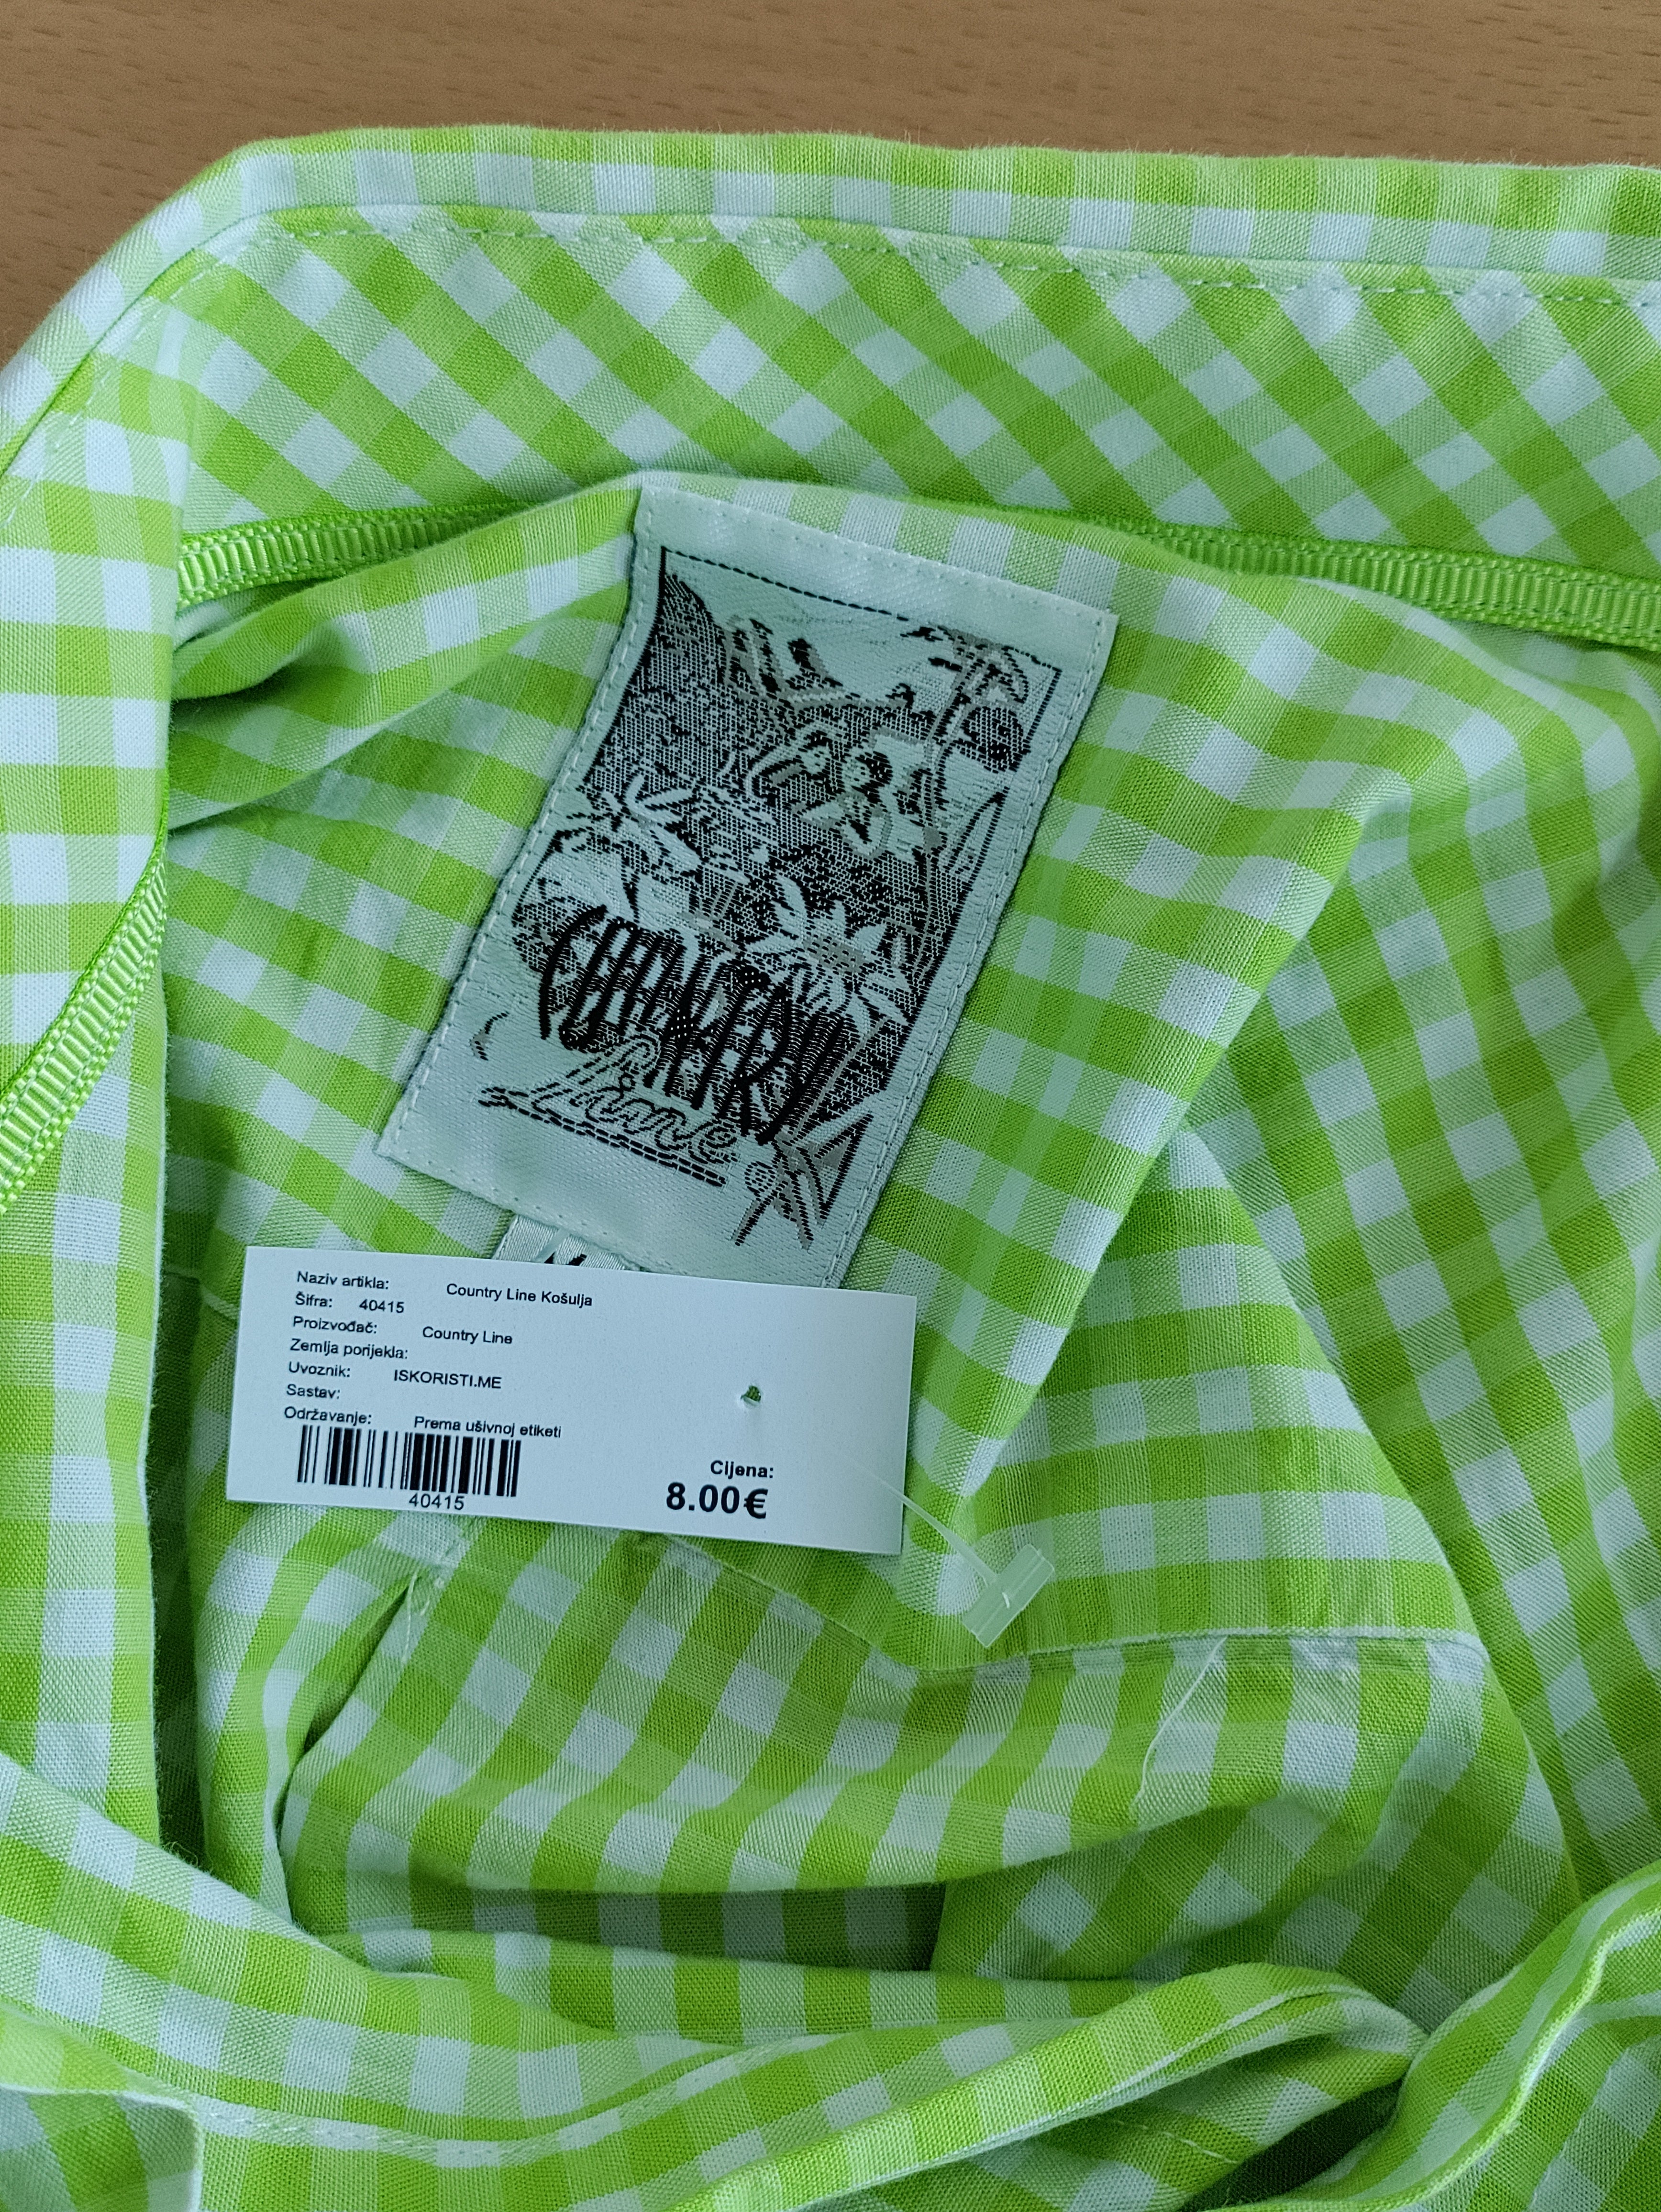 COUNTRY
Line
®
Naziv artikla: Country Line Košulja
Šifra: 40415
Proizvođač: Country Line
Zemlja porijekla:
Uvoznik: ISKORISTI.ME
Sastav:
Održavanje: Prema ušivnoj etiketi
40415
Cijena:
8.00€